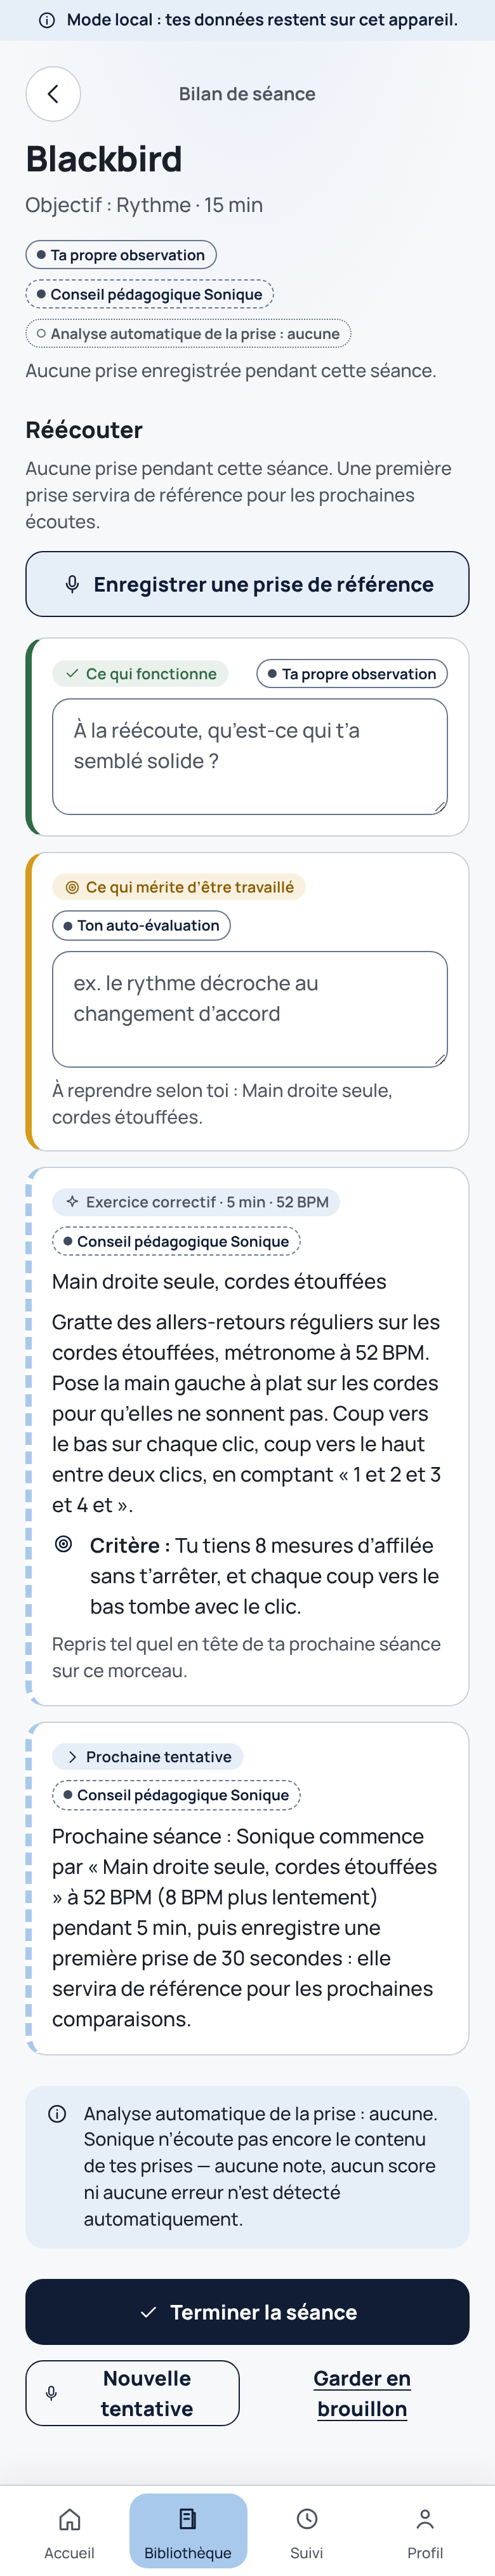 Mode local : tes données restent sur cet appareil.
Bilan de séance
Blackbird
Objectif : Rythme · 15 min
Ta propre observation
Conseil pédagogique Sonique
Analyse automatique de la prise : aucune
Aucune prise enregistrée pendant cette séance.
Réécouter
Aucune prise pendant cette séance. Une première
prise servira de référence pour les prochaines
écoutes.
Enregistrer une prise de référence
Ce qui fonctionne
Ta propre observation
À la réécoute, qu’est-ce qui t’a
semblé solide ?
Ce qui mérite d’être travaillé
Ton auto-évaluation
ex. le rythme décroche au
changement d’accord
À reprendre selon toi : Main droite seule,
cordes étouffées.
Exercice correctif · 5 min · 52 BPM
Conseil pédagogique Sonique
Main droite seule, cordes étouffées
Gratte des allers-retours réguliers sur les
cordes étouffées, métronome à 52 BPM.
Pose la main gauche à plat sur les cordes
pour qu’elles ne sonnent pas. Coup vers
le bas sur chaque clic, coup vers le haut
entre deux clics, en comptant « 1 et 2 et 3
et 4 et ».
Critère : Tu tiens 8 mesures d’affilée
sans t’arrêter, et chaque coup vers le
bas tombe avec le clic.
Repris tel quel en tête de ta prochaine séance
sur ce morceau.
Prochaine tentative
Conseil pédagogique Sonique
Prochaine séance : Sonique commence
par « Main droite seule, cordes étouffées
» à 52 BPM (8 BPM plus lentement)
pendant 5 min, puis enregistre une
première prise de 30 secondes : elle
servira de référence pour les prochaines
comparaisons.
Analyse automatique de la prise : aucune.
Sonique n’écoute pas encore le contenu
de tes prises — aucune note, aucun score
ni aucune erreur n’est détecté
automatiquement.
Terminer la séance
Nouvelle
tentative
Garder en
brouillon
Accueil
Bibliothèque
Suivi
Profil